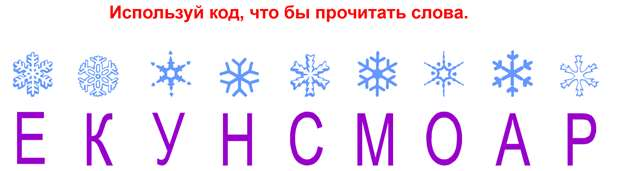 Используй код, что бы прочитать слова.
Е К У Н С М О А Р